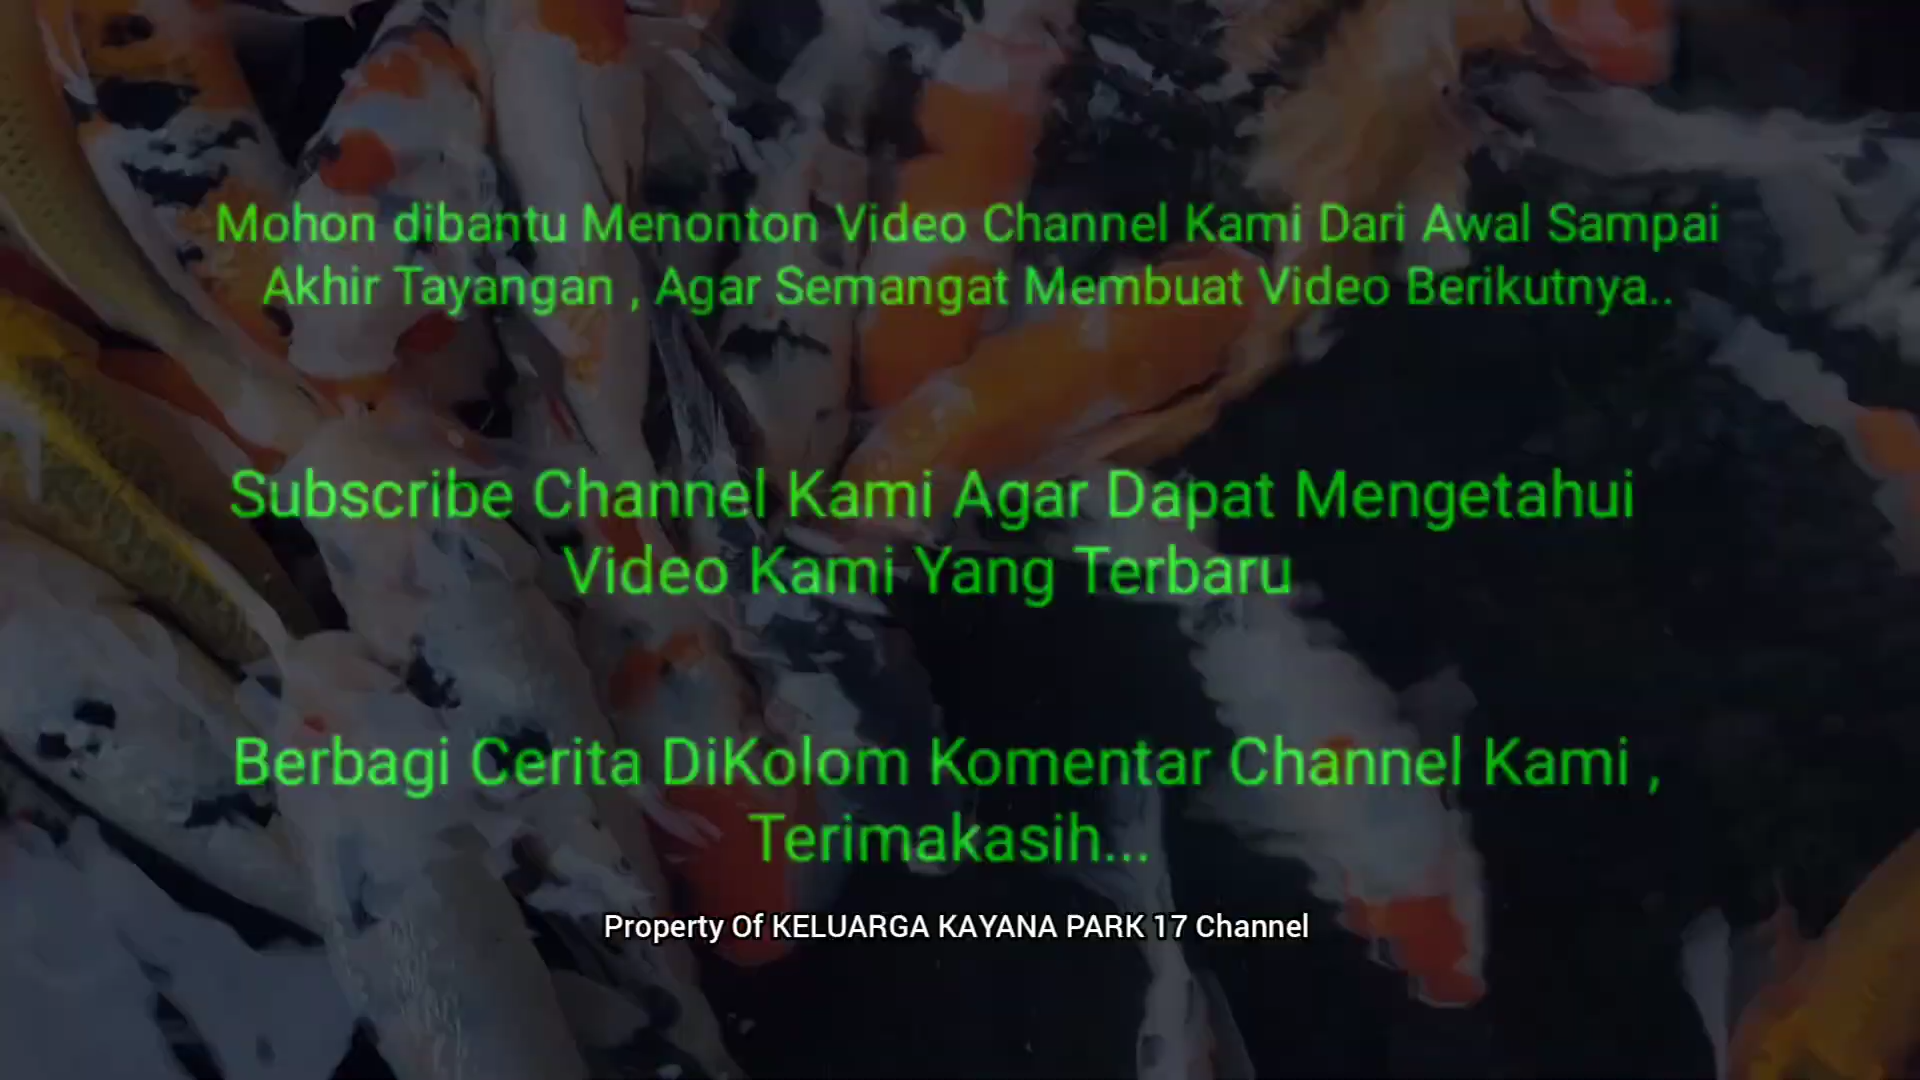 Mohon dibantu Menonton Video Channel Kami Dari Awal Sampai
Akhir Tayangan , Agar Semangat Membuat Video Berikutnya..
Subscribe Channel Kami Agar Dapat Mengetahui
Video Kami Yang Terbaru
Berbagi Cerita DiKolom Komentar Channel Kami ,
Terimakasih...
Property Of KELUARGA KAYANA PARK 17 Channel